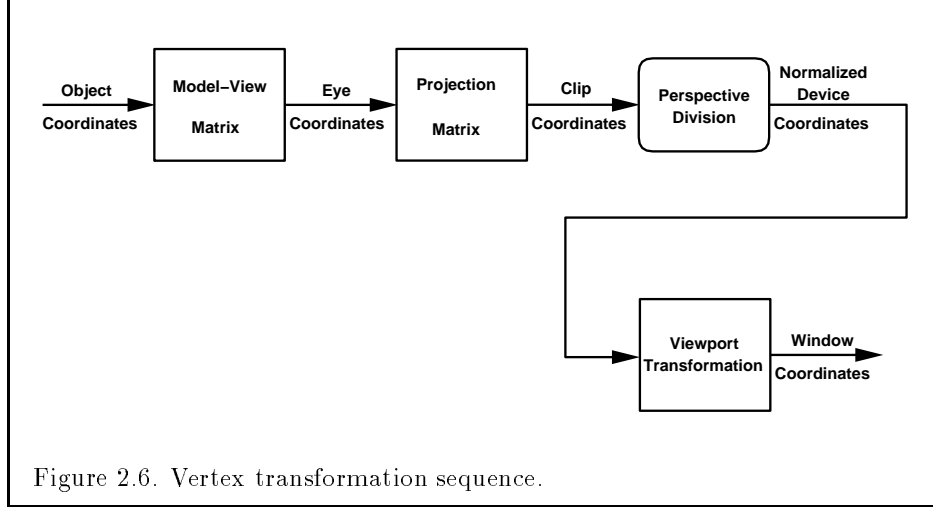 Object
Coordinates
Model–View
Matrix
Eye
Coordinates
Projection
Matrix
Clip
Coordinates
Perspective
Division
Normalized
Device
Coordinates
Viewport
Transformation
Window
Coordinates
Figure 2.6. Vertex transformation sequence.